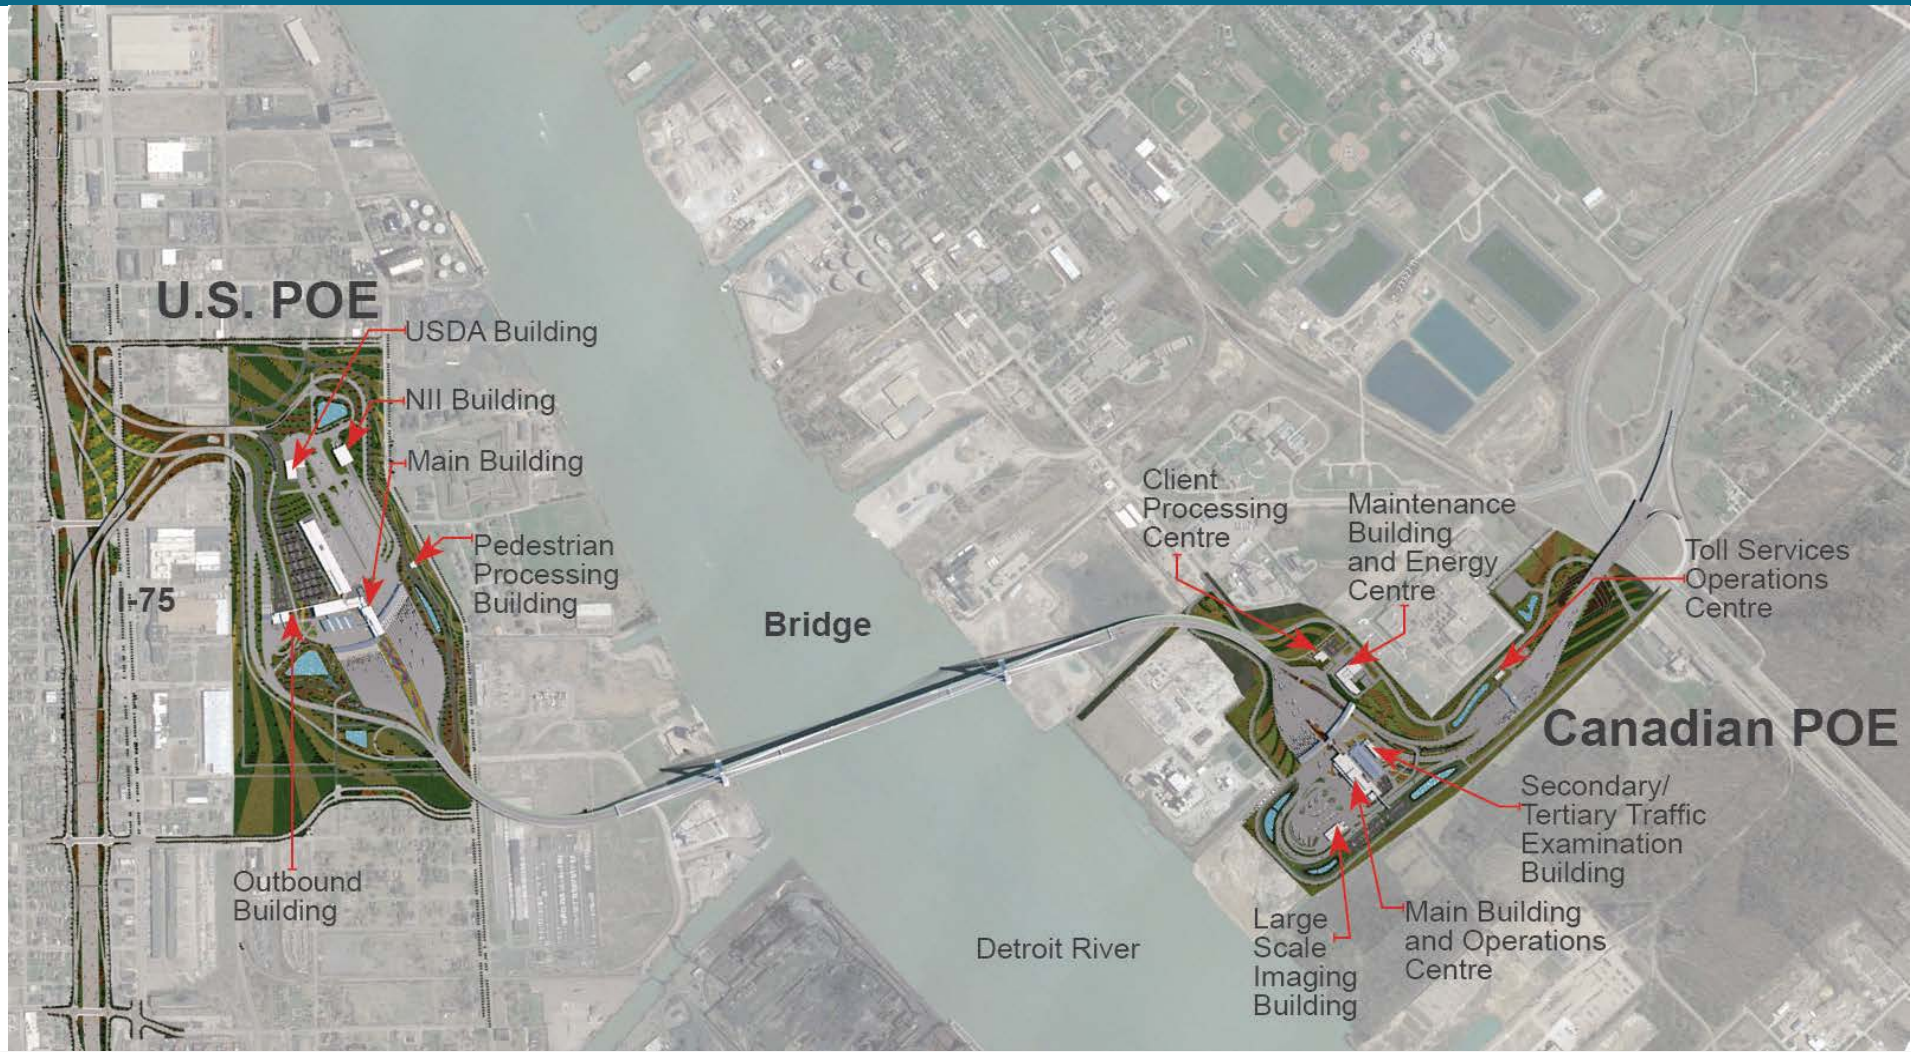 U.S. POE
USDA Building
NII Building
Main Building
Pedestrian
Processing
Building
I-75
Outbound
Building
Bridge
Detroit River
Client
Processing
Centre
Maintenance
Building
and Energy
Centre
Toll Services
Operations
Centre
Canadian POE
Secondary/
Tertiary Traffic
Examination
Building
Main Building
and Operations
Centre
Large
Scale
Imaging
Building